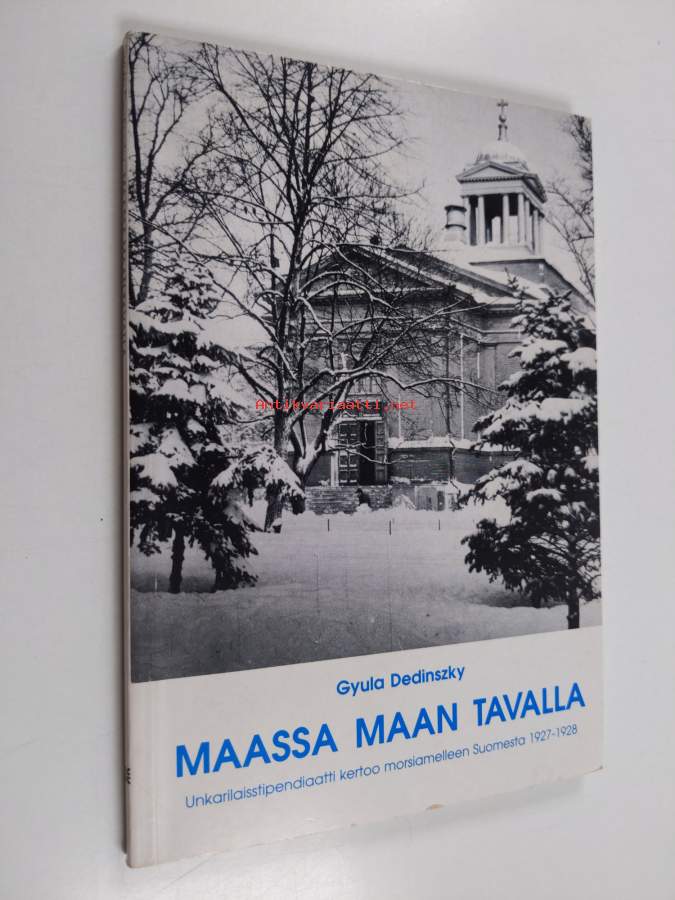 Antikvariaatti.net
Gyula Dedinszky
MAASSA MAAN TAVALLA
Unkarilaisstipendiaatti kertoo morsiamelleen Suomesta 1927-1928